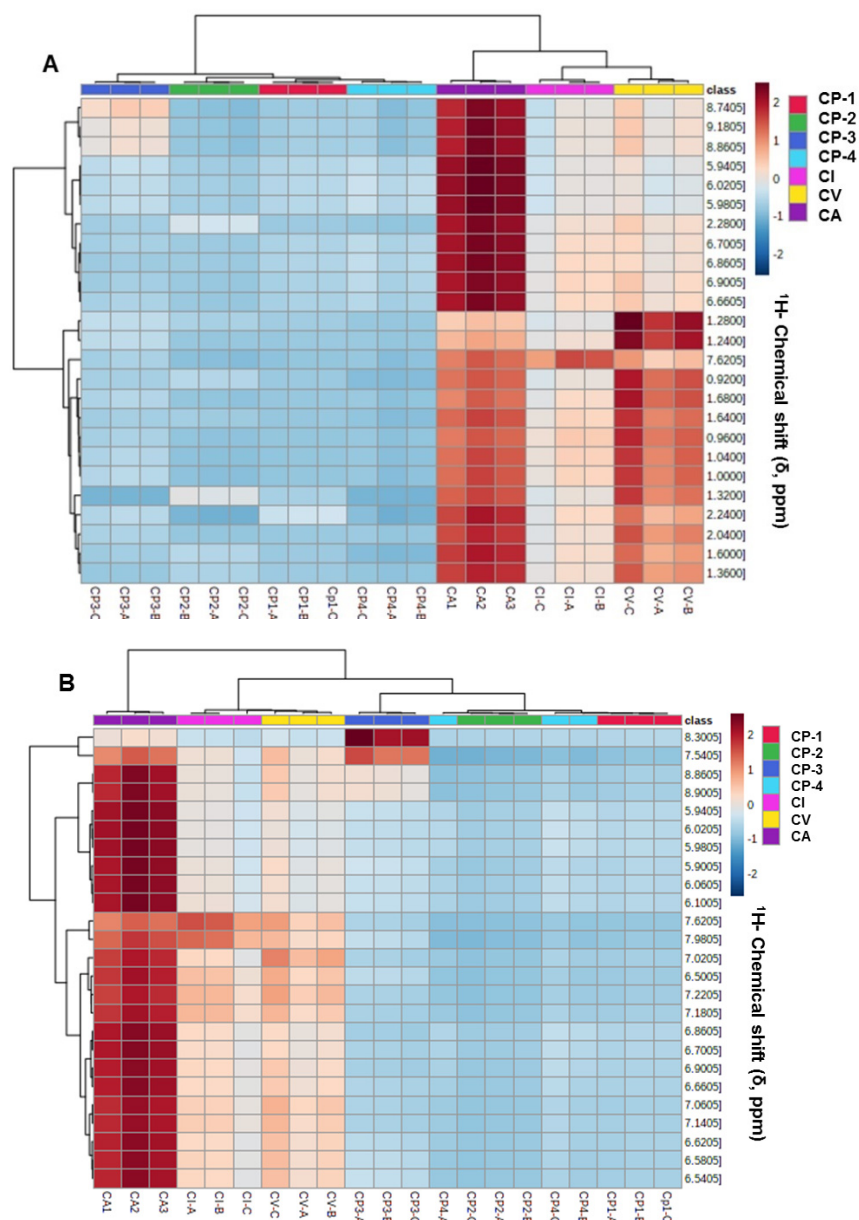 A
class
8.7405]
9.1805]
8.8605]
5.9405]
6.0205]
5.9805]
2.2800]
6.7005]
6.8605]
6.9005]
6.6605]
1.2800]
1.2400]
7.6205]
0.9200]
1.6800]
1.6400]
0.9600]
1.0400]
1.0000]
1.3200]
2.2400]
2.0400]
1.6000]
1.3600]
2
1
0
-1
-2
CP-1
CP-2
CP-3
CP-4
CI
CV
CA
¹H- Chemical shift (δ, ppm)
CP3-C
CP3-A
CP3-B
CP2-B
CP2-A
CP2-C
CP1-A
CP1-B
Cp1-C
CP4-C
CP4-A
CP4-B
CA1
CA2
CA3
CI-C
CI-A
CI-B
CV-C
CV-A
CV-B
B
class
8.3005]
7.5405]
8.8605]
8.9005]
5.9405]
6.0205]
5.9805]
5.9005]
6.0605]
6.1005]
7.6205]
7.9805]
7.0205]
6.5005]
7.2205]
7.1805]
6.8605]
6.7005]
6.9005]
6.6605]
7.0605]
7.1405]
6.6205]
6.5805]
6.5405]
2
1
0
-1
-2
CP-1
CP-2
CP-3
CP-4
CI
CV
CA
¹H- Chemical shift (δ, ppm)
CA1
CA2
CA3
CI-A
CI-B
CI-C
CV-C
CV-A
CV-B
CP3-A
CP3-B
CP3-C
CP4-A
CP2-C
CP2-A
CP2-B
CP4-C
CP4-B
CP1-A
CP1-B
Cp1-C